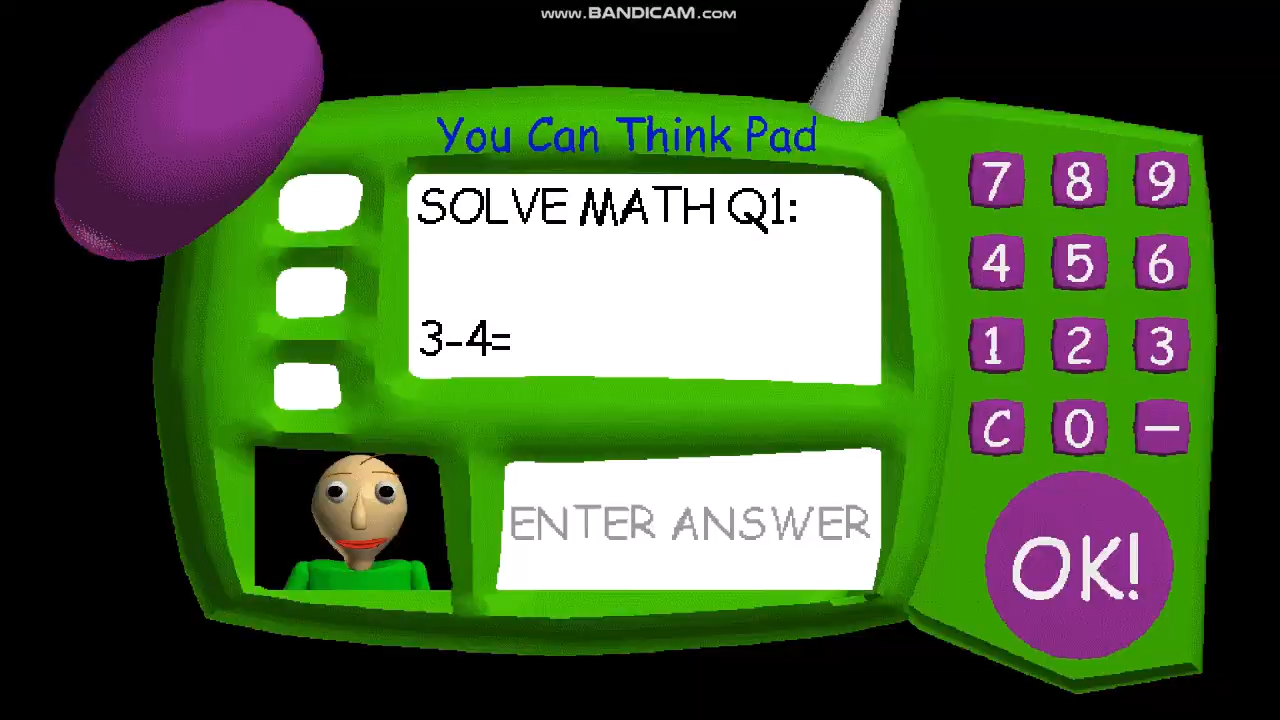 www.BANDICAM.com
You Can Think Pad
SOLVE MATH Q1:
3-4=
ENTER ANSWER
7 8 9
4 5 6
1 2 3
C 0 –
OK!